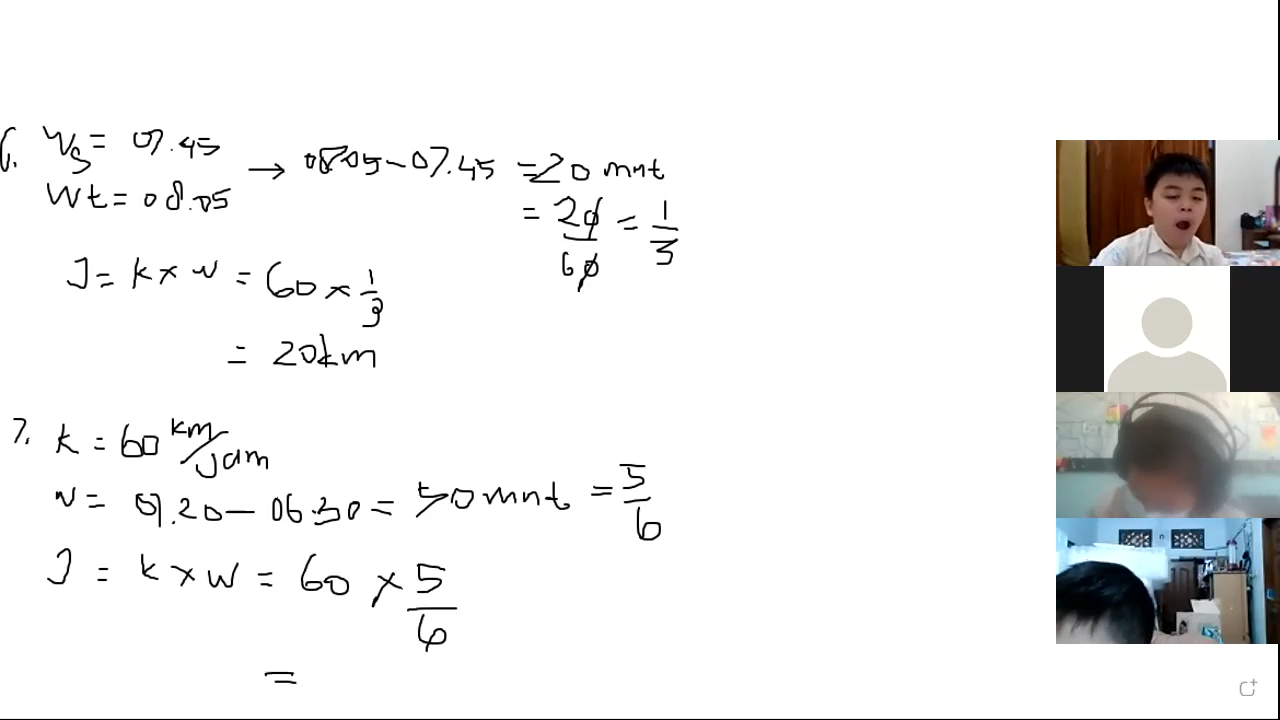 6. Ws = 07.45
Wt = 08.05
→ 08.05 - 07.45 = 20 mnt
= 20/60 = 1/3
J = K x W = 60 x 1/3
= 20 km
7. K = 60 km/jam
W = 07.20 - 06.30 = 50 mnt = 5/6
J = K x W = 60 x 5/6
=